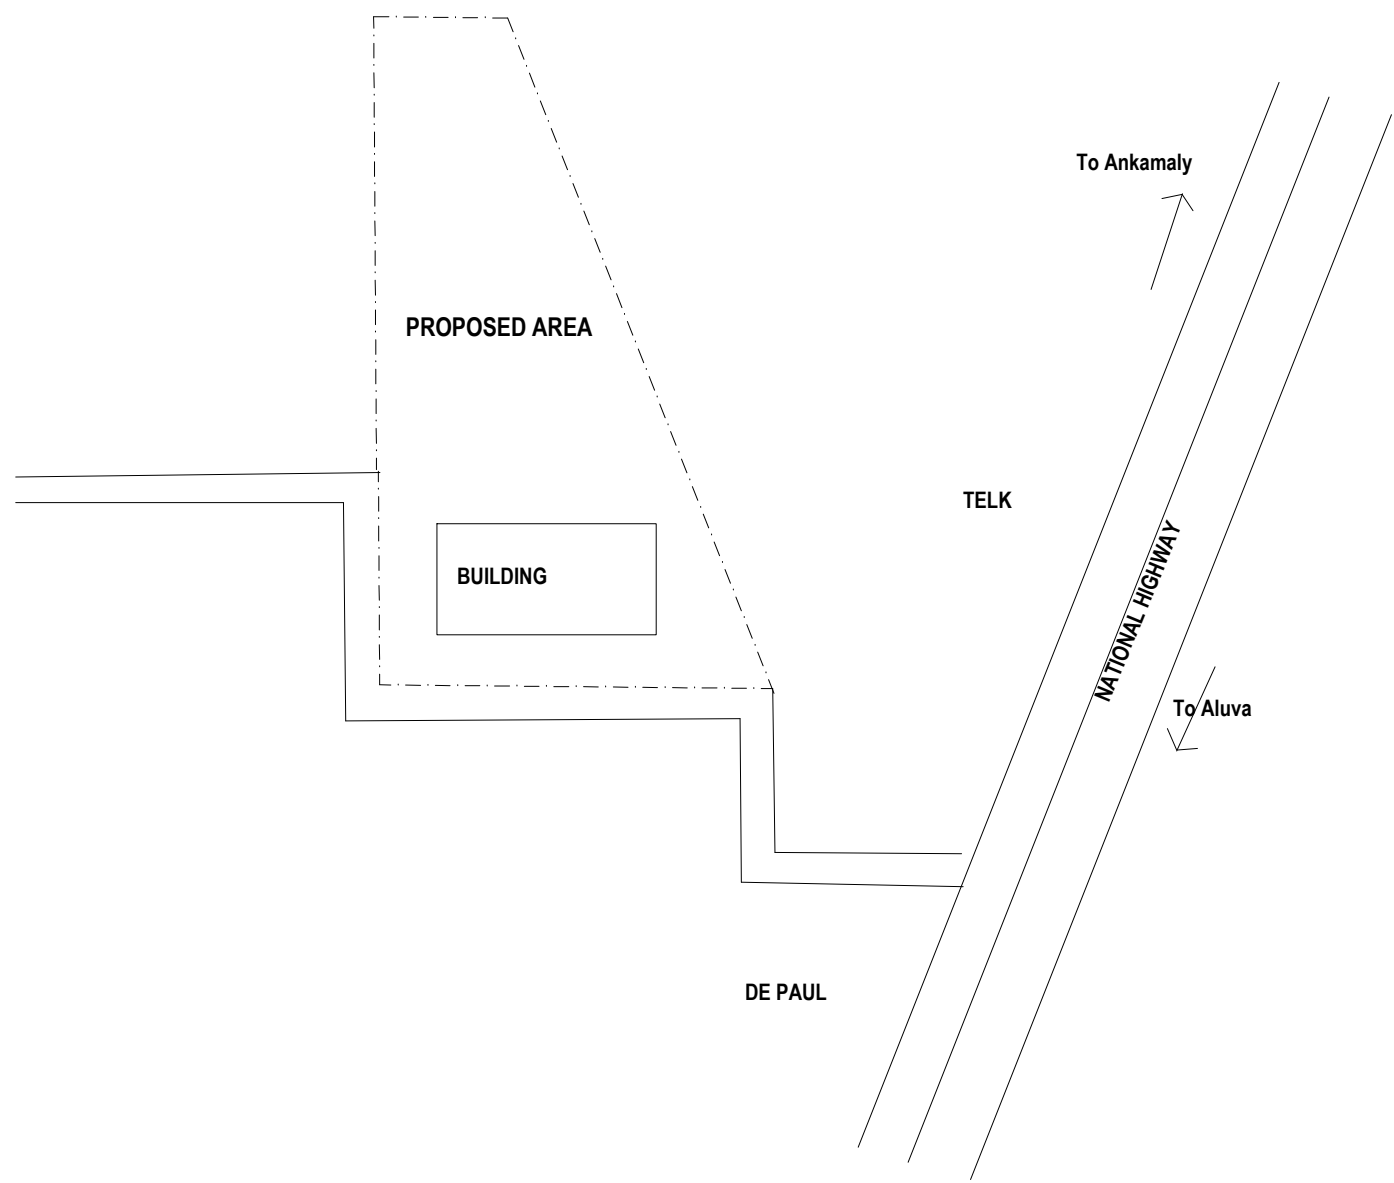 To Ankamaly
PROPOSED AREA
TELK
BUILDING
NATIONAL HIGHWAY
To Aluva
DE PAUL